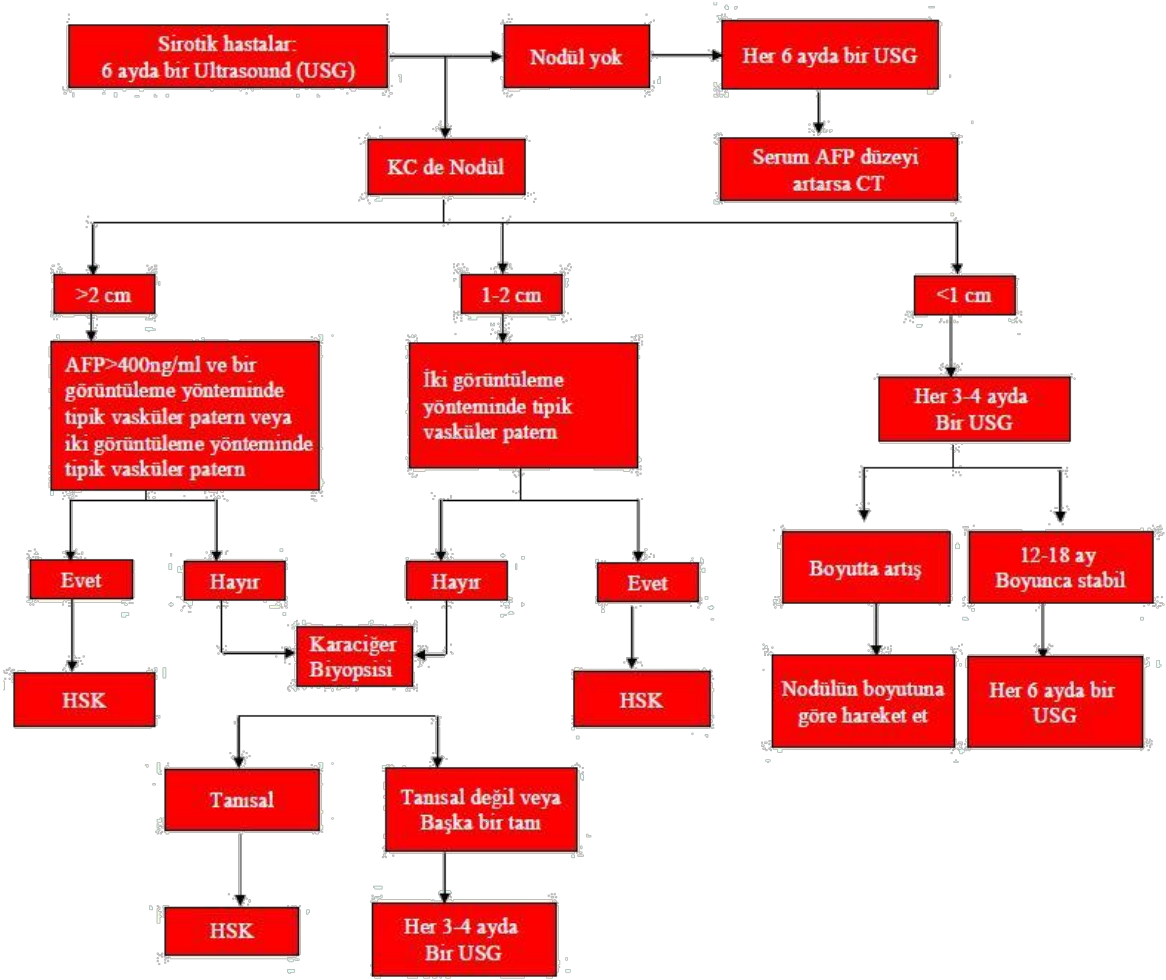 Sirotik hastalar:
6 ayda bir Ultrasound (USG)
Nodül yok
Her 6 ayda bir USG
Serum AFP düzeyi
artarsa CT
KC de Nodül
>2 cm
1-2 cm
<1 cm
AFP>400ng/ml ve bir
görüntüleme yönteminde
tipik vasküler patern veya
iki görüntüleme yönteminde
tipik vasküler patern
İki görüntüleme
yönteminde tipik
vasküler patern
Her 3-4 ayda
Bir USG
Evet
Hayır
Hayır
Evet
Boyutta artış
12-18 ay
Boyunca stabil
Karaciğer
Biyopsisi
HSK
HSK
Nodülün boyutuna
göre hareket et
Her 6 ayda bir
USG
Tanısal
Tanısal değil veya
Başka bir tanı
HSK
Her 3-4 ayda
Bir USG